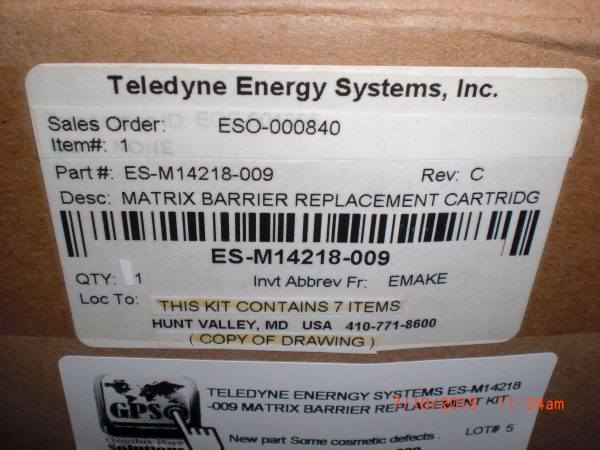 Teledyne Energy Systems, Inc.
Sales Order: ESO-000840
Item#: 1
Part #: ES-M14218-009 Rev: C
Desc: MATRIX BARRIER REPLACEMENT CARTRIDG
ES-M14218-009
QTY: 1 Invt Abbrev Fr: EMAKE
Loc To: THIS KIT CONTAINS 7 ITEMS
HUNT VALLEY, MD USA 410-771-8600
( COPY OF DRAWING )
TELEDYNE ENERNGY SYSTEMS ES-M14218
-009 MATRIX BARRIER REPLACEMENT KIT
GPS
LOT# 5
New part Some cosmetic defects .
Solutions
11:24am